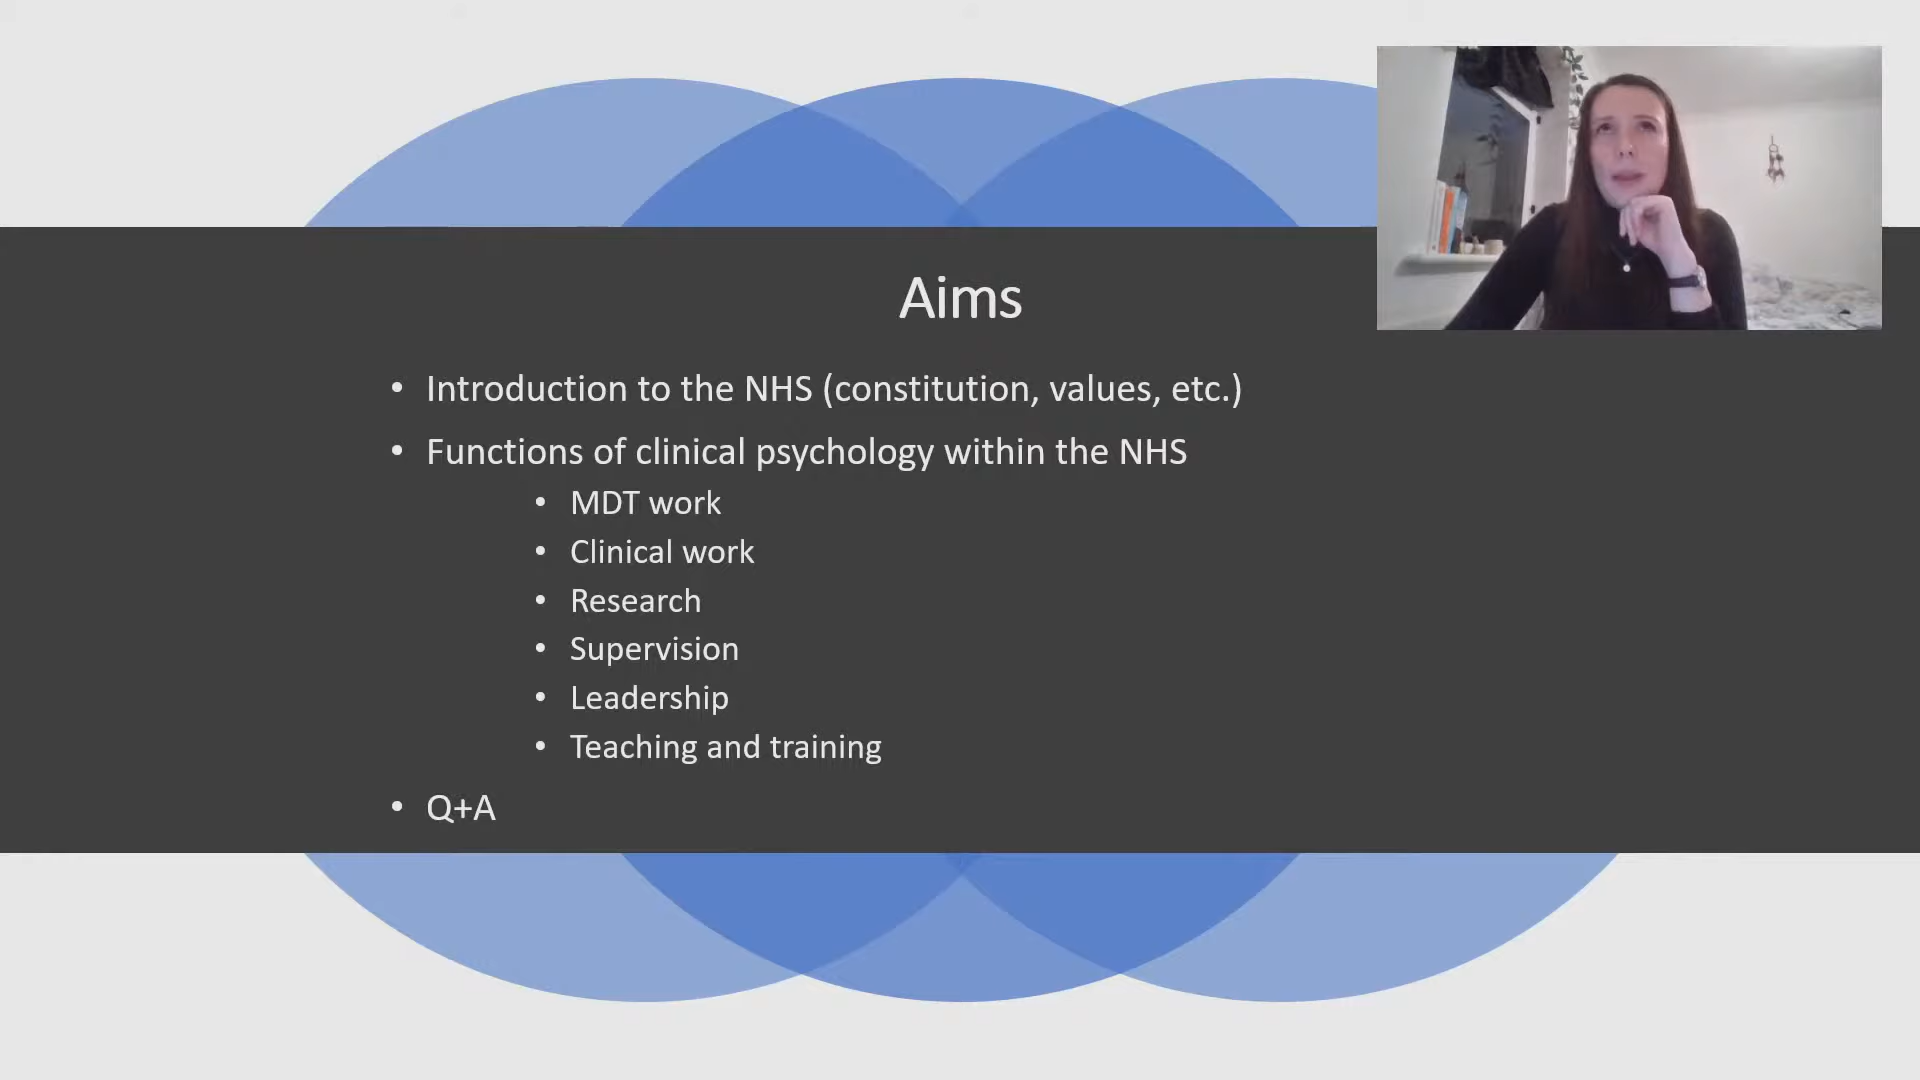 Aims
• Introduction to the NHS (constitution, values, etc.)
• Functions of clinical psychology within the NHS
• MDT work
• Clinical work
• Research
• Supervision
• Leadership
• Teaching and training
• Q+A